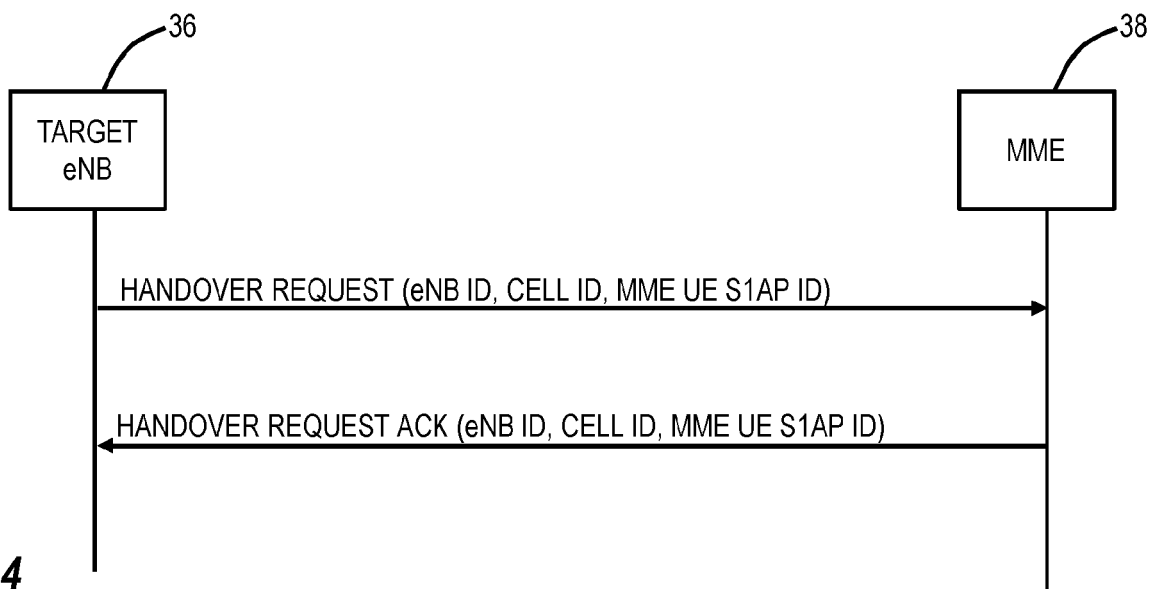 36
38
TARGET
eNB
MME
HANDOVER REQUEST (eNB ID, CELL ID, MME UE S1AP ID)
HANDOVER REQUEST ACK (eNB ID, CELL ID, MME UE S1AP ID)
4